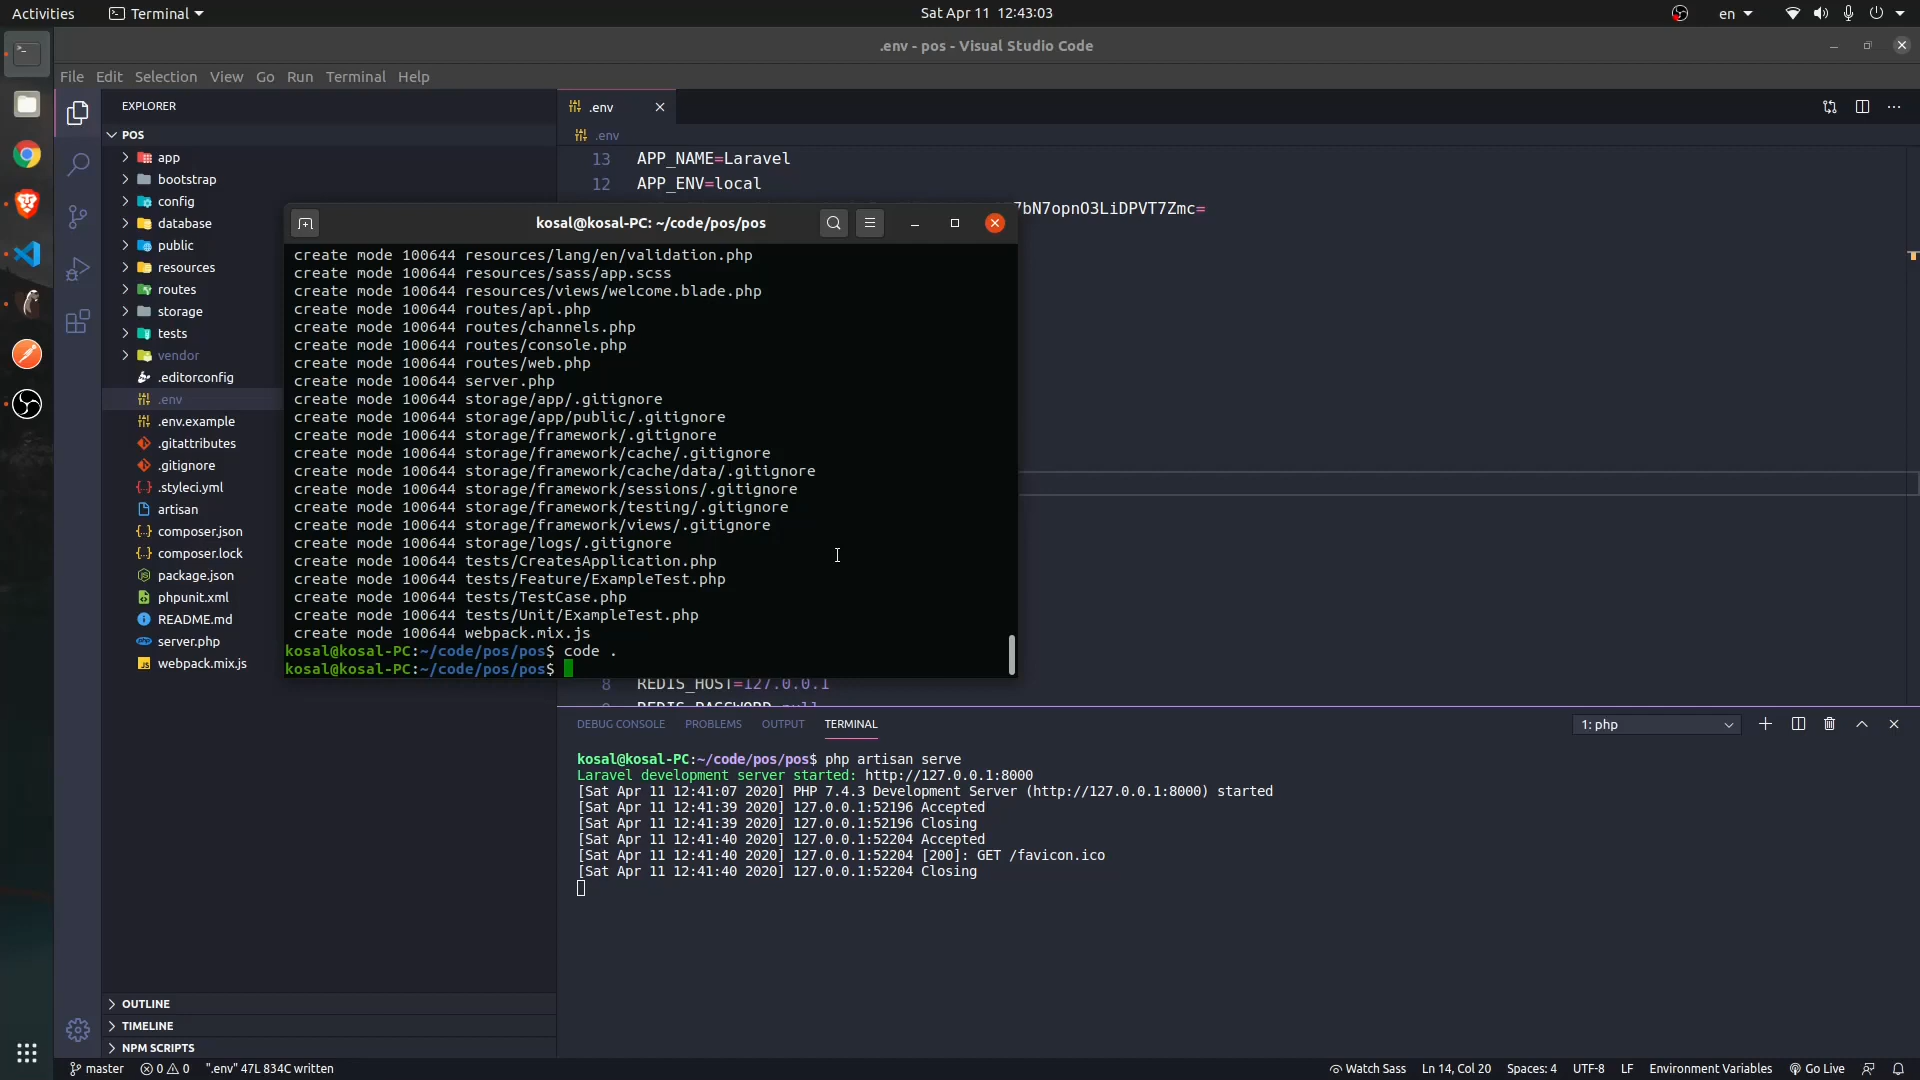 Activities
Terminal
Sat Apr 11 12:43:03
en
.env - pos - Visual Studio Code
File Edit Selection View Go Run Terminal Help
EXPLORER
POS
app
bootstrap
config
database
public
resources
routes
storage
tests
vendor
.editorconfig
.env
.env.example
.gitattributes
.gitignore
.styleci.yml
artisan
composer.json
composer.lock
package.json
phpunit.xml
README.md
server.php
webpack.mix.js
OUTLINE
TIMELINE
NPM SCRIPTS
.env
.env
13 APP_NAME=Laravel
12 APP_ENV=local
7bN7opnO3LiDPVT7Zmc=
kosal@kosal-PC: ~/code/pos/pos
create mode 100644 resources/lang/en/validation.php
create mode 100644 resources/sass/app.scss
create mode 100644 resources/views/welcome.blade.php
create mode 100644 routes/api.php
create mode 100644 routes/channels.php
create mode 100644 routes/console.php
create mode 100644 routes/web.php
create mode 100644 server.php
create mode 100644 storage/app/.gitignore
create mode 100644 storage/app/public/.gitignore
create mode 100644 storage/framework/.gitignore
create mode 100644 storage/framework/cache/.gitignore
create mode 100644 storage/framework/cache/data/.gitignore
create mode 100644 storage/framework/sessions/.gitignore
create mode 100644 storage/framework/testing/.gitignore
create mode 100644 storage/framework/views/.gitignore
create mode 100644 storage/logs/.gitignore
create mode 100644 tests/CreatesApplication.php
create mode 100644 tests/Feature/ExampleTest.php
create mode 100644 tests/TestCase.php
create mode 100644 tests/Unit/ExampleTest.php
create mode 100644 webpack.mix.js
kosal@kosal-PC:~/code/pos/pos$ code .
kosal@kosal-PC:~/code/pos/pos$
8 REDIS_HOST=127.0.0.1
DEBUG CONSOLE PROBLEMS OUTPUT TERMINAL
1: php
kosal@kosal-PC:~/code/pos/pos$ php artisan serve
Laravel development server started: http://127.0.0.1:8000
[Sat Apr 11 12:41:07 2020] PHP 7.4.3 Development Server (http://127.0.0.1:8000) started
[Sat Apr 11 12:41:39 2020] 127.0.0.1:52196 Accepted
[Sat Apr 11 12:41:39 2020] 127.0.0.1:52196 Closing
[Sat Apr 11 12:41:40 2020] 127.0.0.1:52204 Accepted
[Sat Apr 11 12:41:40 2020] 127.0.0.1:52204 [200]: GET /favicon.ico
[Sat Apr 11 12:41:40 2020] 127.0.0.1:52204 Closing
master 0 0 ".env" 47L 834C written
Watch Sass Ln 14, Col 20 Spaces: 4 UTF-8 LF Environment Variables Go Live